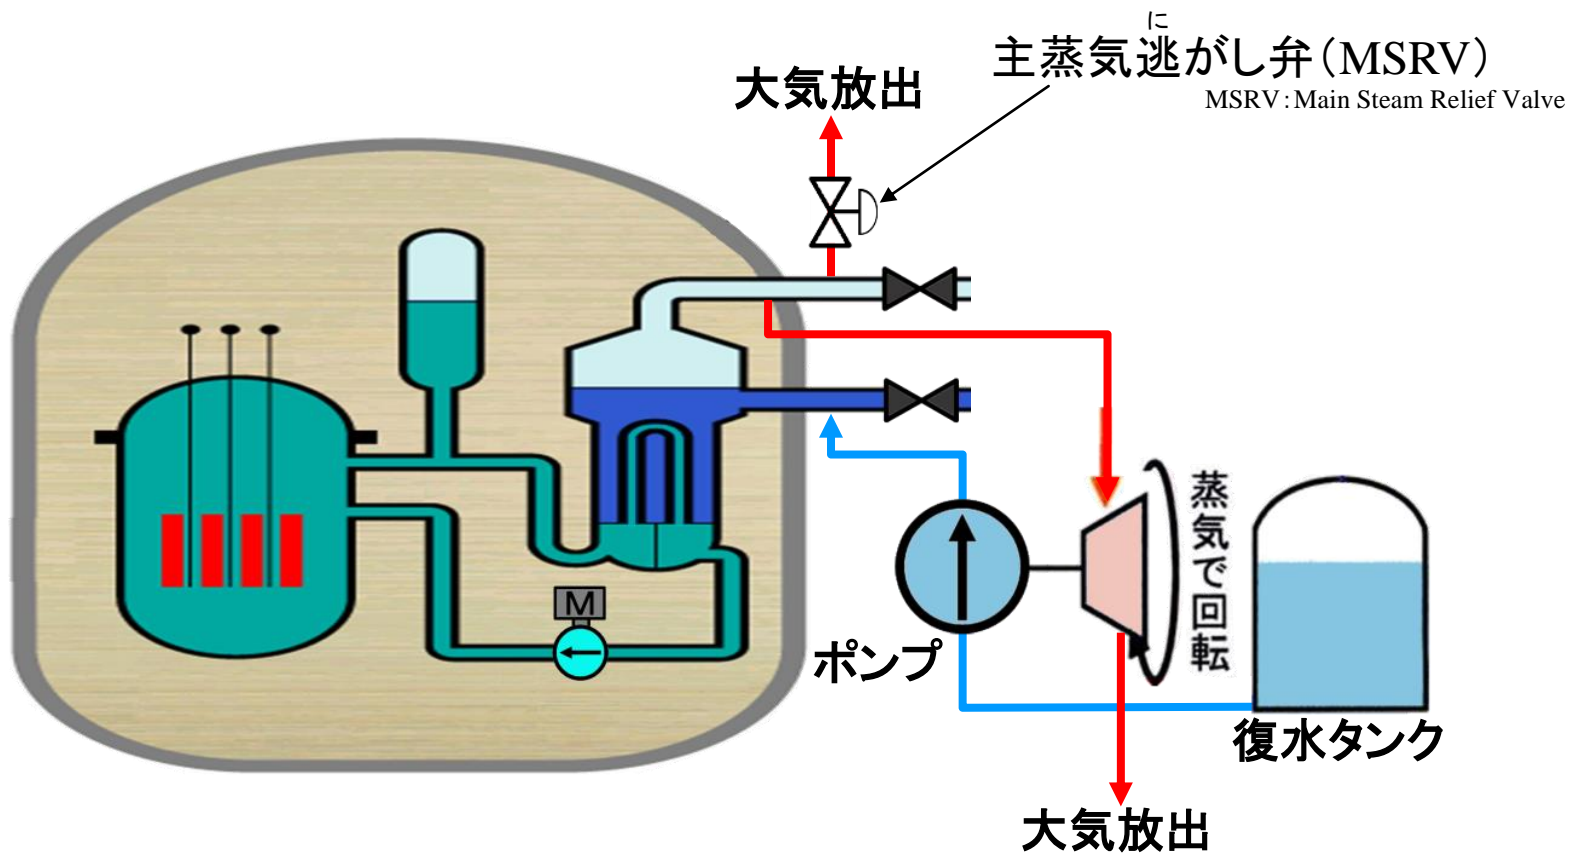 に
主蒸気逃がし弁（MSRV）
MSRV：Main Steam Relief Valve
大気放出
M
蒸気で回転
ポンプ
復水タンク
大気放出